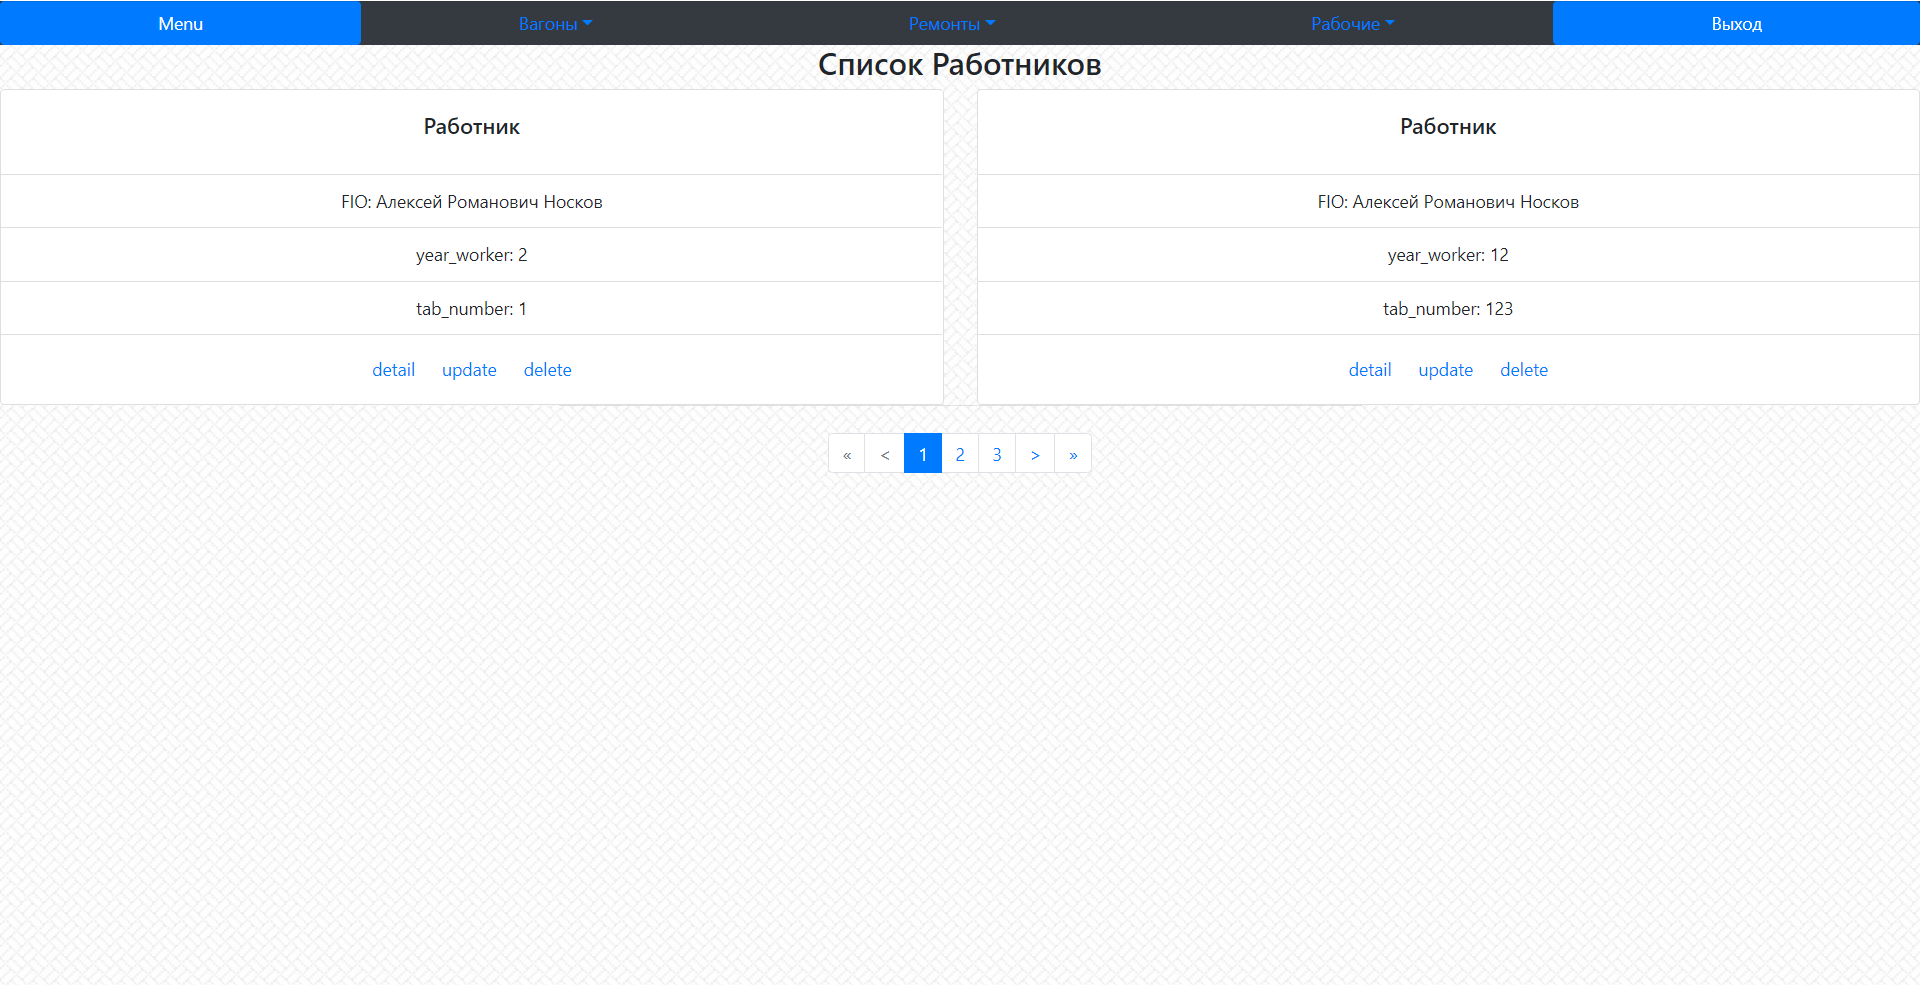 Menu Вагоны Ремонты Рабочие Выход
Список Работников
Работник
FIO: Алексей Романович Носков
year_worker: 2
tab_number: 1
detail update delete
Работник
FIO: Алексей Романович Носков
year_worker: 12
tab_number: 123
detail update delete
« < 1 2 3 > »